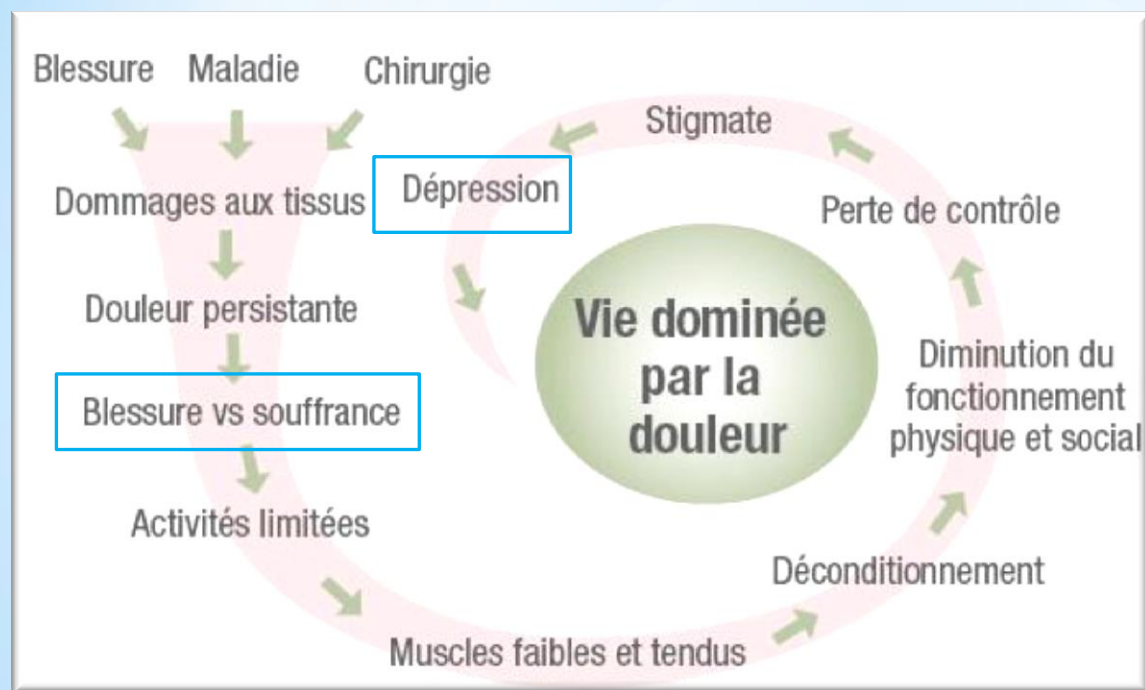 Blessure Maladie Chirurgie
Dommages aux tissus
Douleur persistante
Blessure vs souffrance
Activités limitées
Muscles faibles et tendus
Déconditionnement
Diminution du
fonctionnement
physique et social
Perte de contrôle
Stigmate
Dépression
Vie dominée
par la
douleur